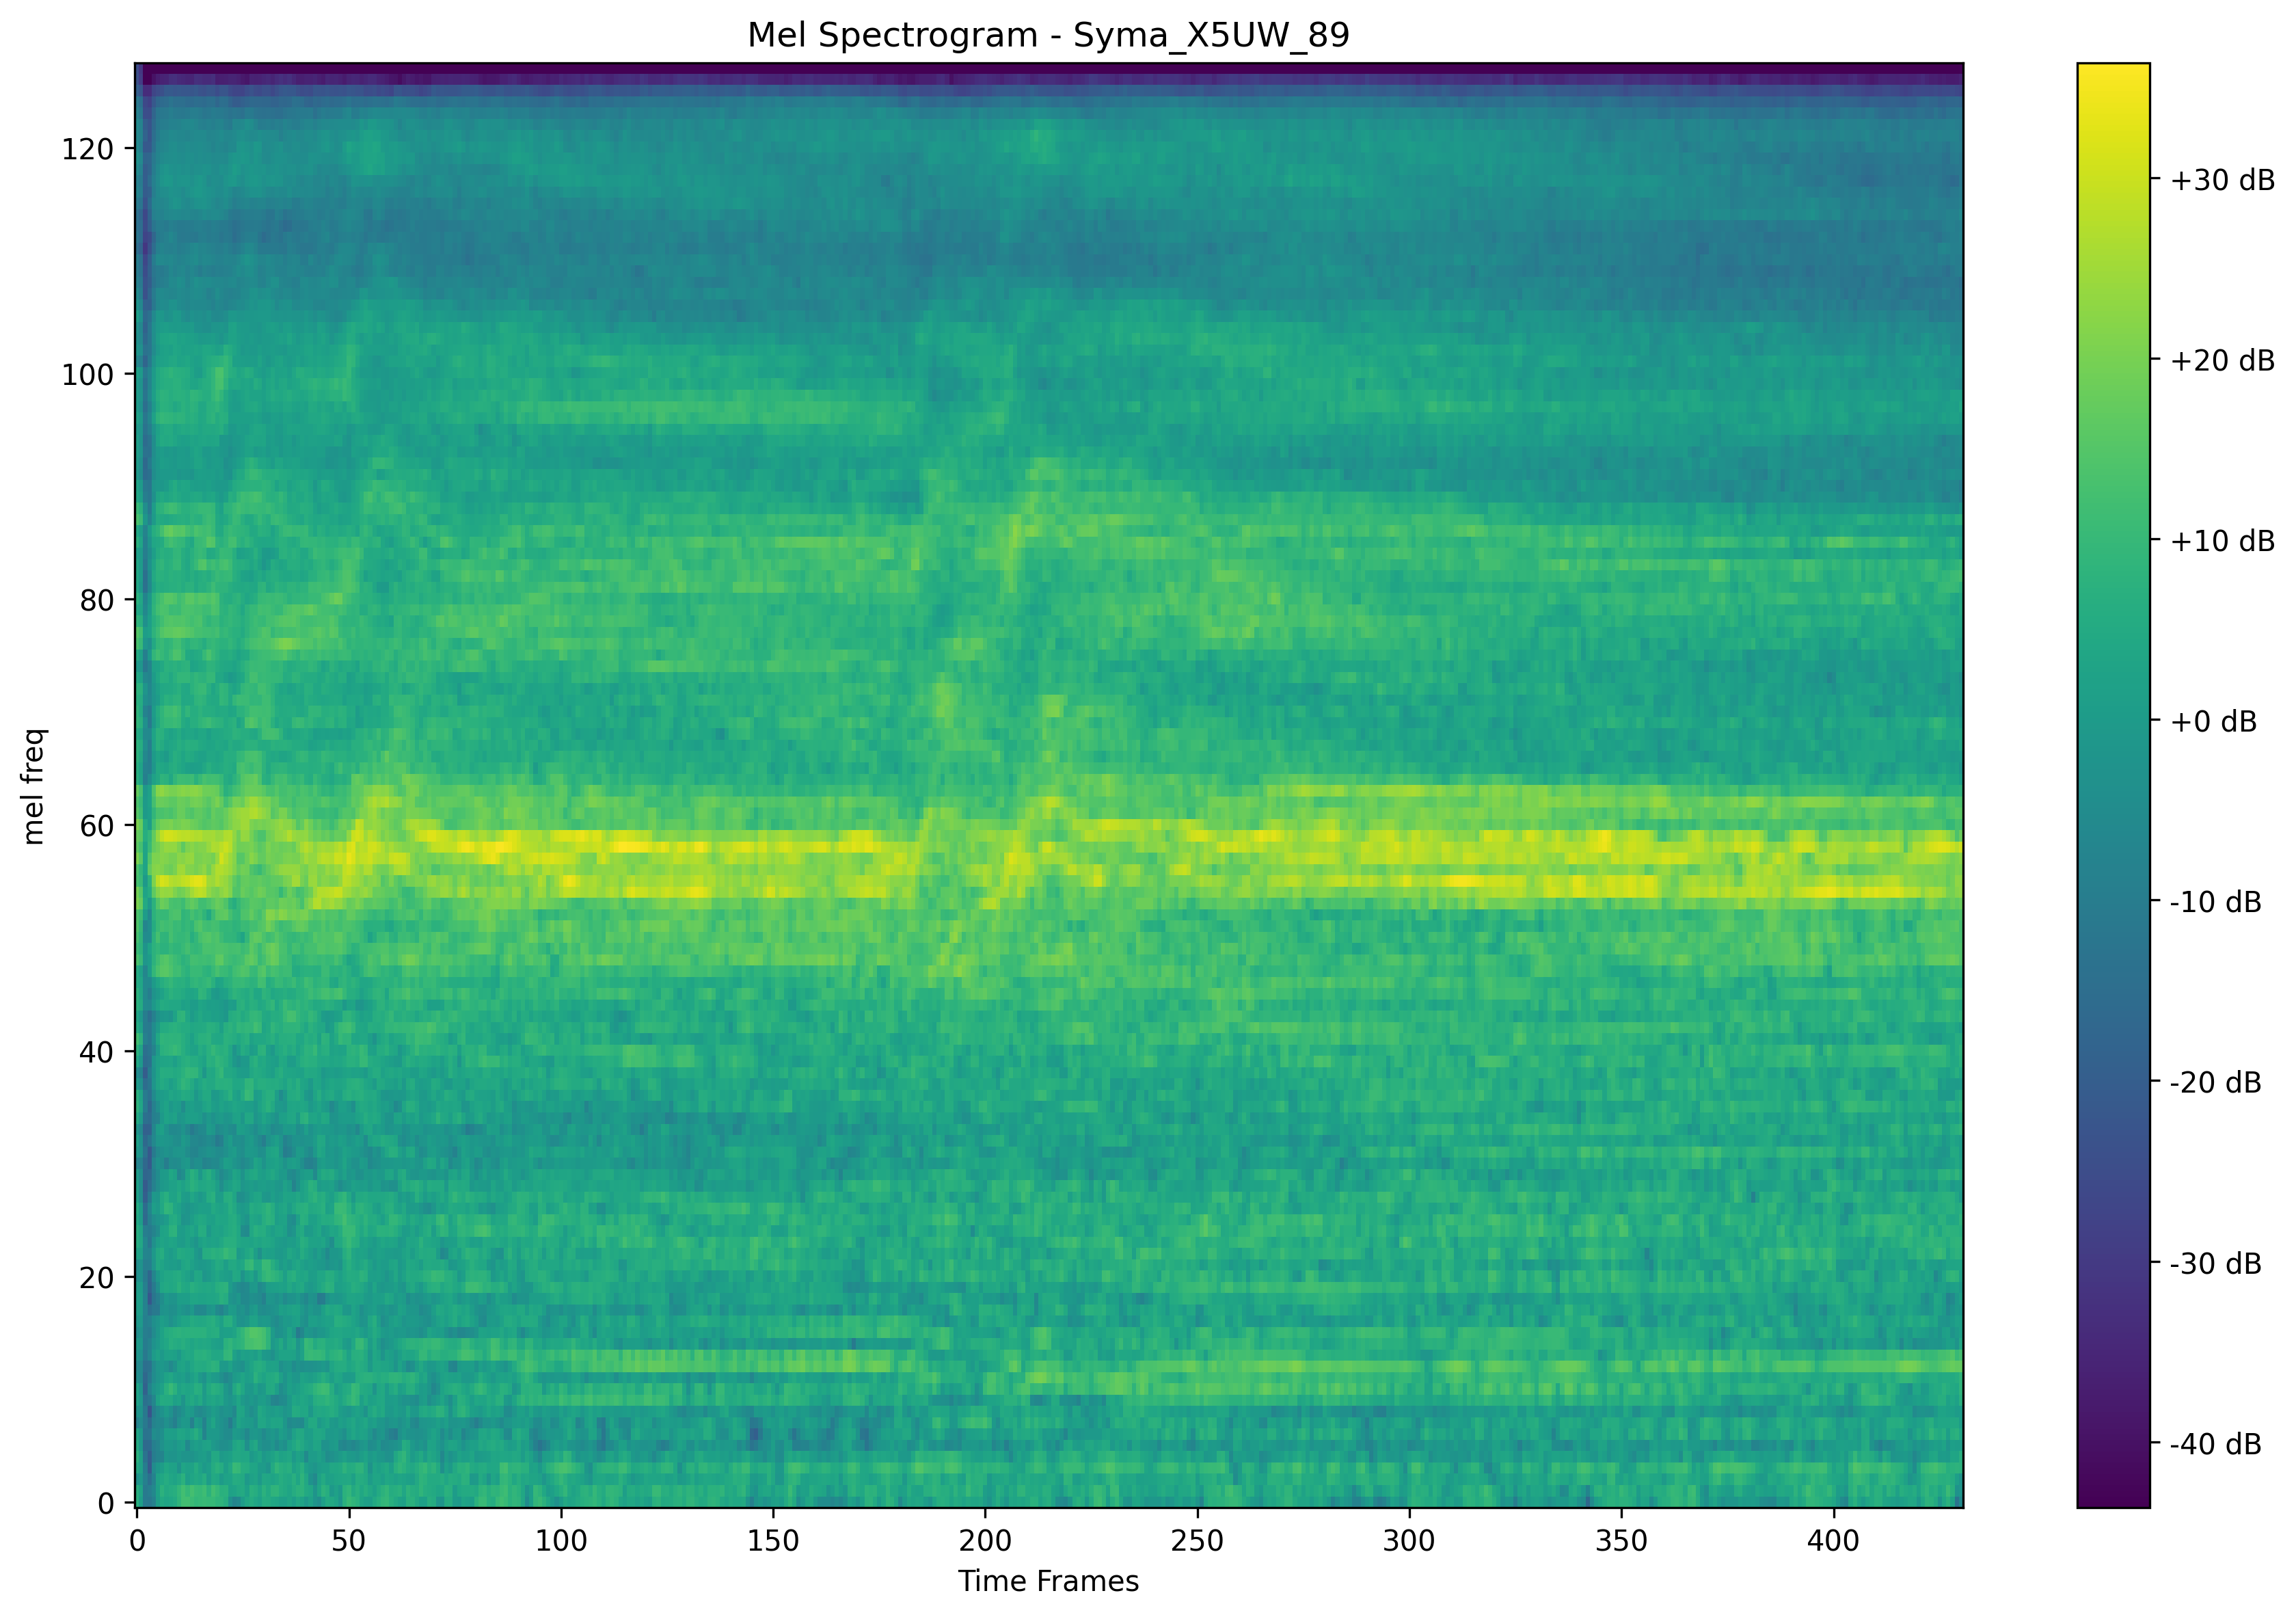 Mel Spectrogram - Syma_X5UW_89
mel freq
120
100
80
60
40
20
0
0 50 100 150 200 250 300 350 400
Time Frames
+30 dB
+20 dB
+10 dB
+0 dB
-10 dB
-20 dB
-30 dB
-40 dB